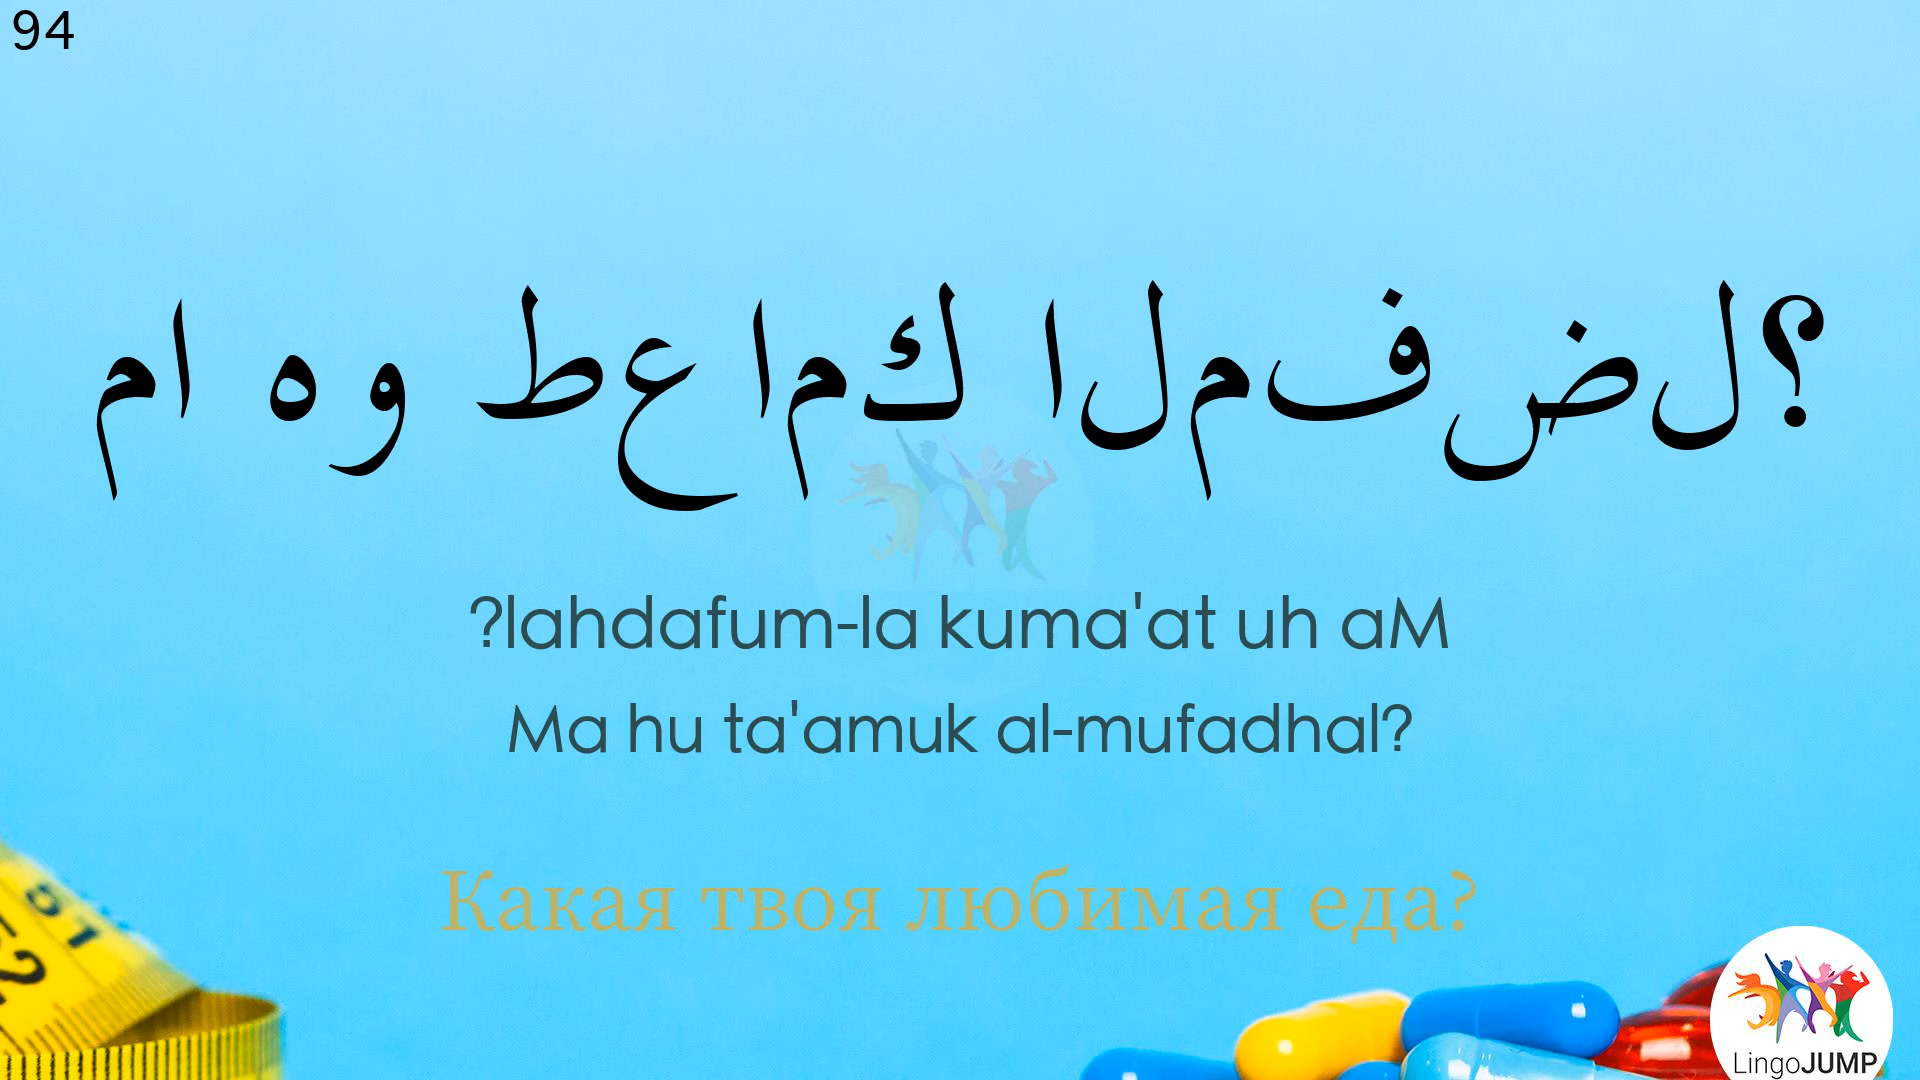 94
ما هو طعامك المفضل؟
?lahdafum-la kuma'at uh aM
Ma hu ta'amuk al-mufadhal?
Какая твоя любимая еда?
LingoJUMP